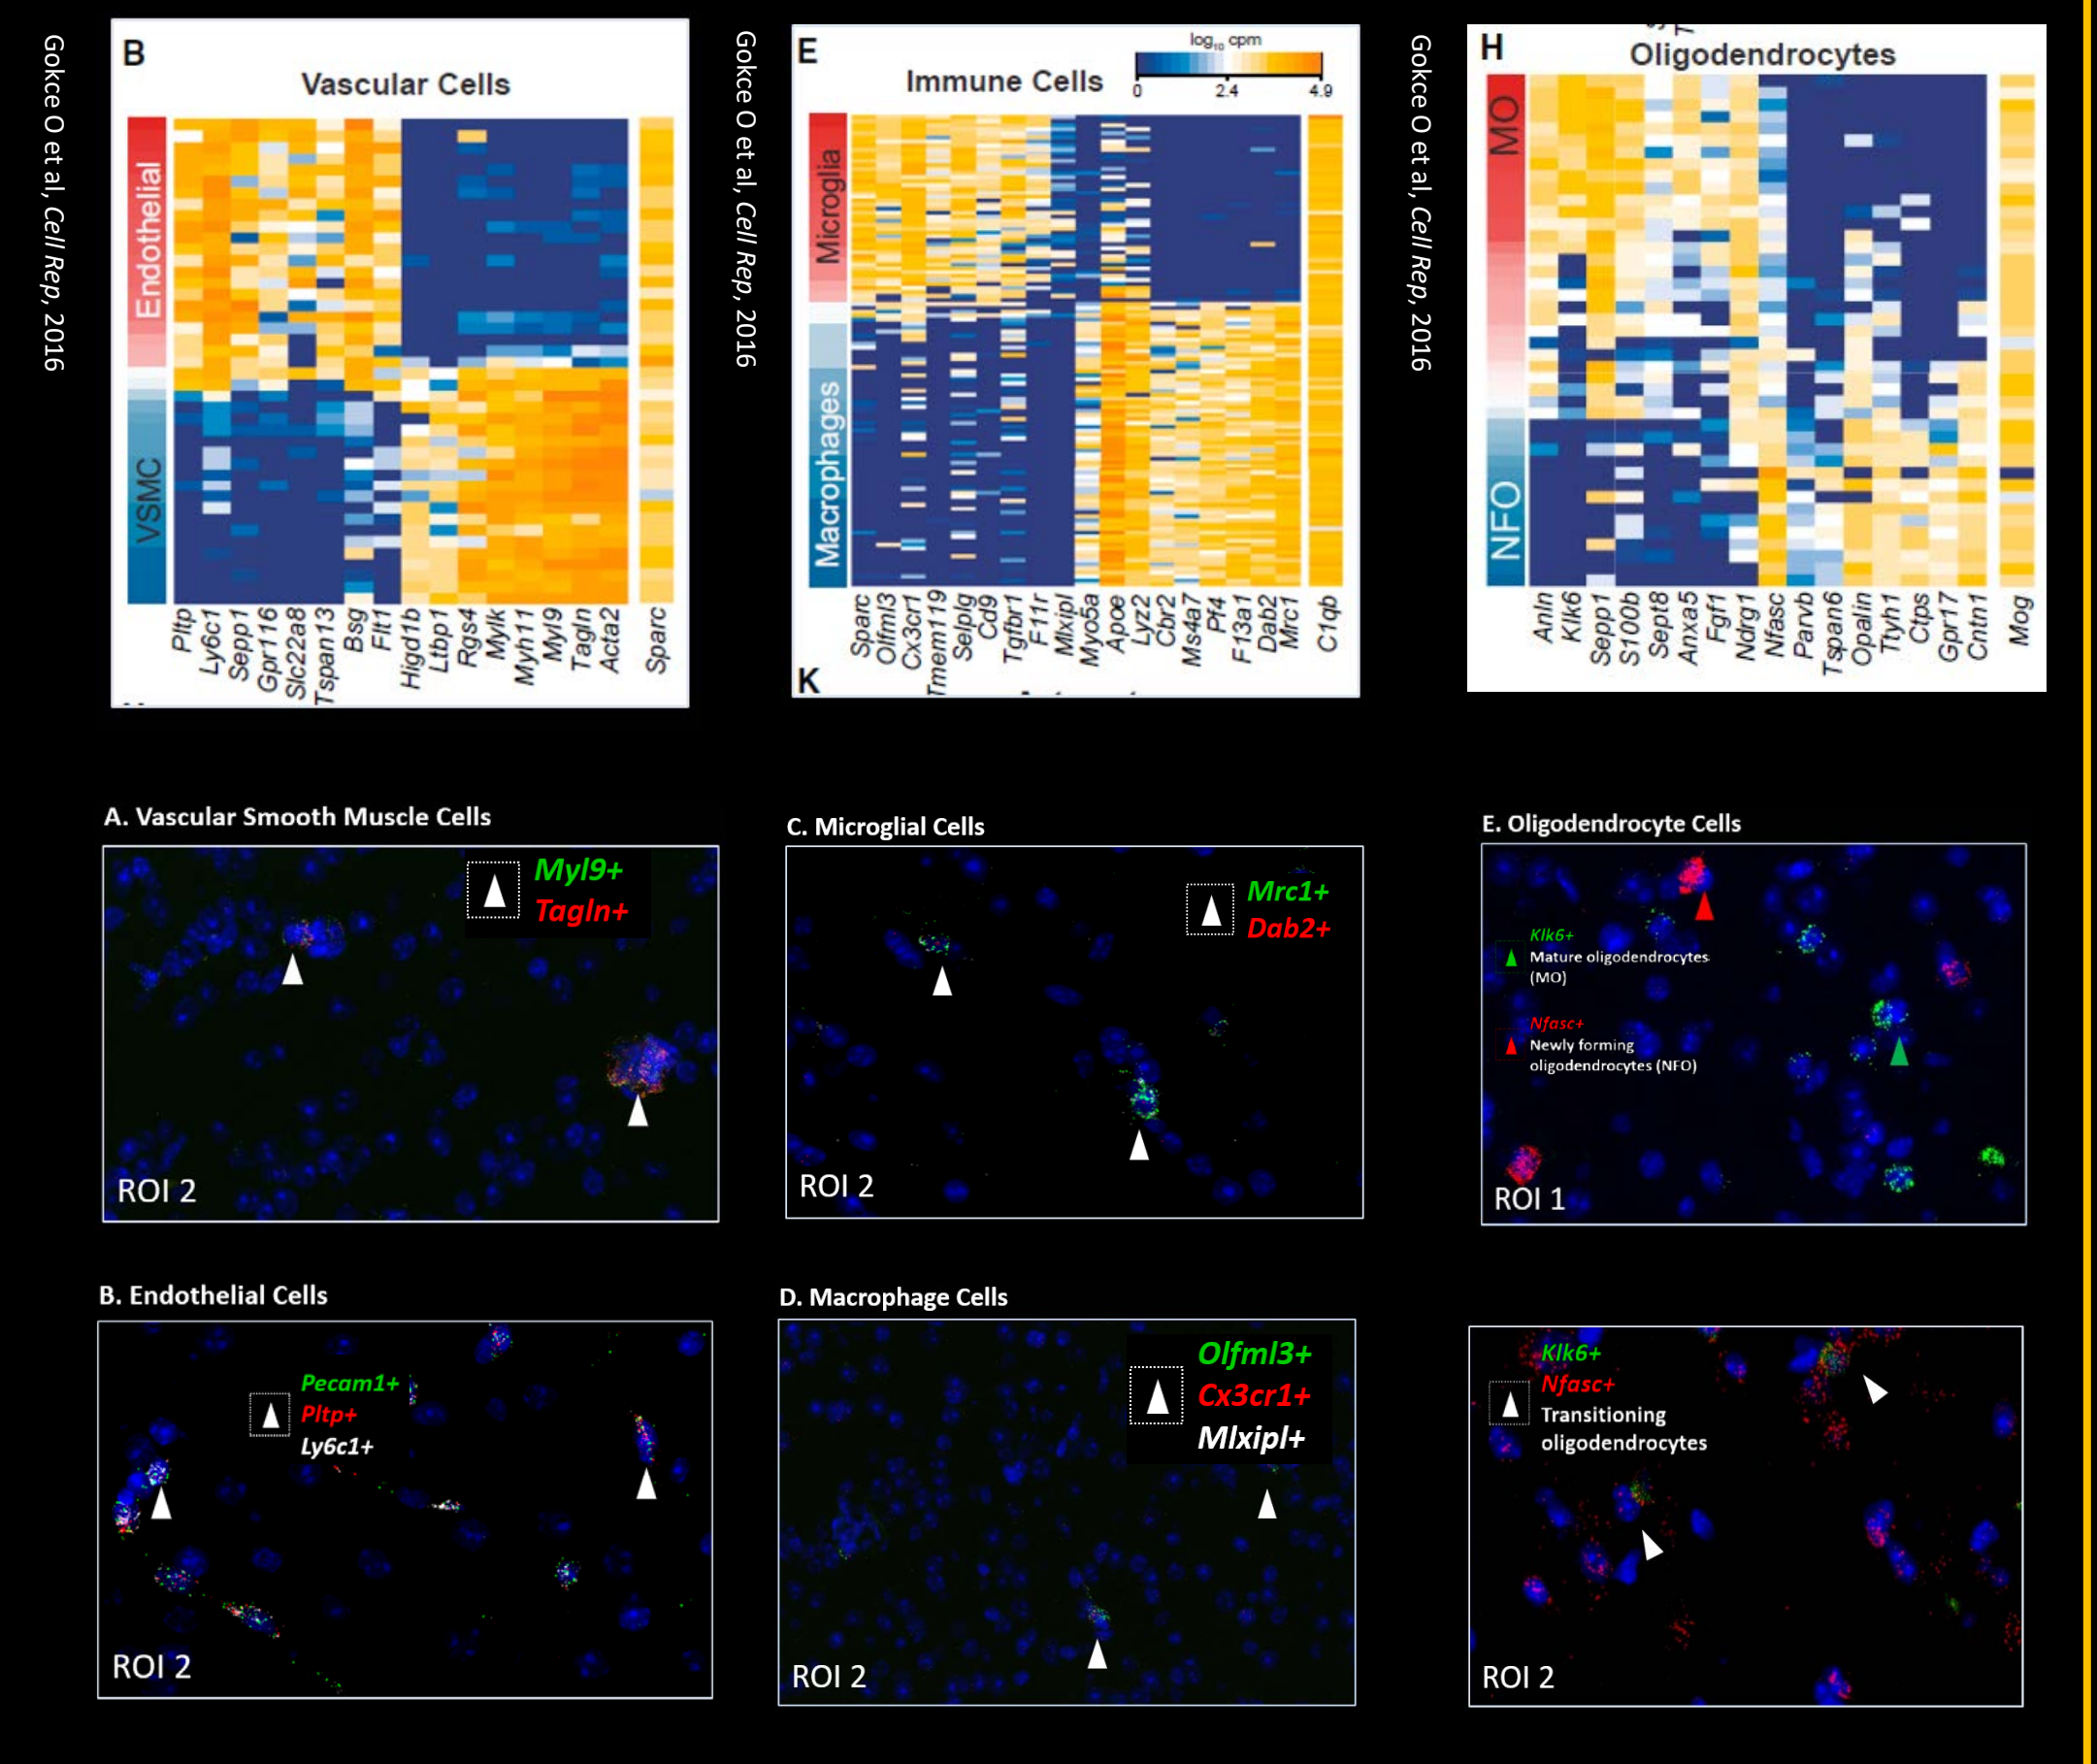 Gokce O et al, Cell Rep, 2016
B
Vascular Cells
Endothelial
VSMC
Pltp
Ly6c1
Sepp1
Gpr116
Slc22a8
Tspan13
Bsg
Flt1
Higd1b
Ltbp1
Rgs4
Mylk
Myh11
Myl9
Tagln
Acta2
Sparc
Gokce O et al, Cell Rep, 2016
E
Immune Cells
log10 cpm
0 2.4 4.9
Microglia
Macrophages
Sparc
Olfml3
Cx3cr1
Tmem119
Selplg
Cd9
Tgfbr1
F11r
Mlxipl
Myo5a
Apoe
Lyz2
Cbr2
Ms4a7
Pf4
F13a1
Dab2
Mrc1
C1qb
K
Gokce O et al, Cell Rep, 2016
H
Oligodendrocytes
MO
NFO
Anln
Klk6
Sepp1
S100b
Sept8
Anxa5
Fgf1
Ndrg1
Nfasc
Parvb
Tspan6
Opalin
Ttyh1
Ctps
Gpr17
Cntn1
Mog
A. Vascular Smooth Muscle Cells
Myl9+
Tagln+
ROI 2
C. Microglial Cells
Mrc1+
Dab2+
ROI 2
E. Oligodendrocyte Cells
Klk6+
Mature oligodendrocytes
(MO)
Nfasc+
Newly forming
oligodendrocytes (NFO)
ROI 1
B. Endothelial Cells
Pecam1+
Pltp+
Ly6c1+
ROI 2
D. Macrophage Cells
Olfml3+
Cx3cr1+
Mlxipl+
ROI 2
Klk6+
Nfasc+
Transitioning
oligodendrocytes
ROI 2